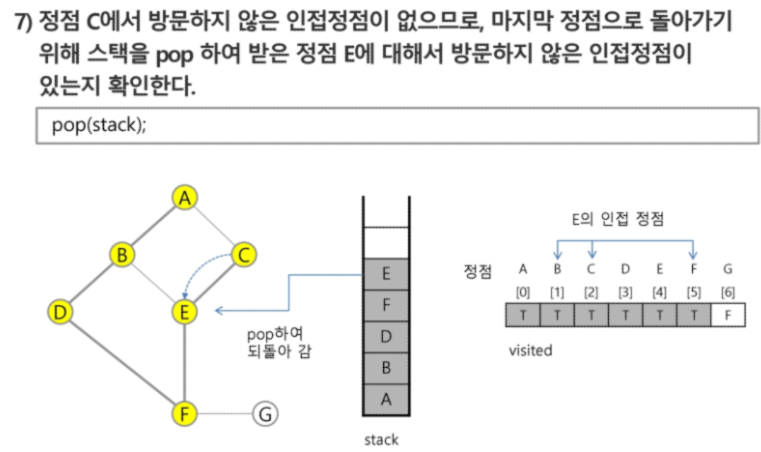 7) 정점 C에서 방문하지 않은 인접정점이 없으므로, 마지막 정점으로 돌아가기
위해 스택을 pop 하여 받은 정점 E에 대해서 방문하지 않은 인접정점이
있는지 확인한다.
pop(stack);
A
B
C
D
E
F
G
pop하여
되돌아 감
E
F
D
B
A
stack
E의 인접 정점
정점 A B C D E F G
[0] [1] [2] [3] [4] [5] [6]
T T T T T T F
visited